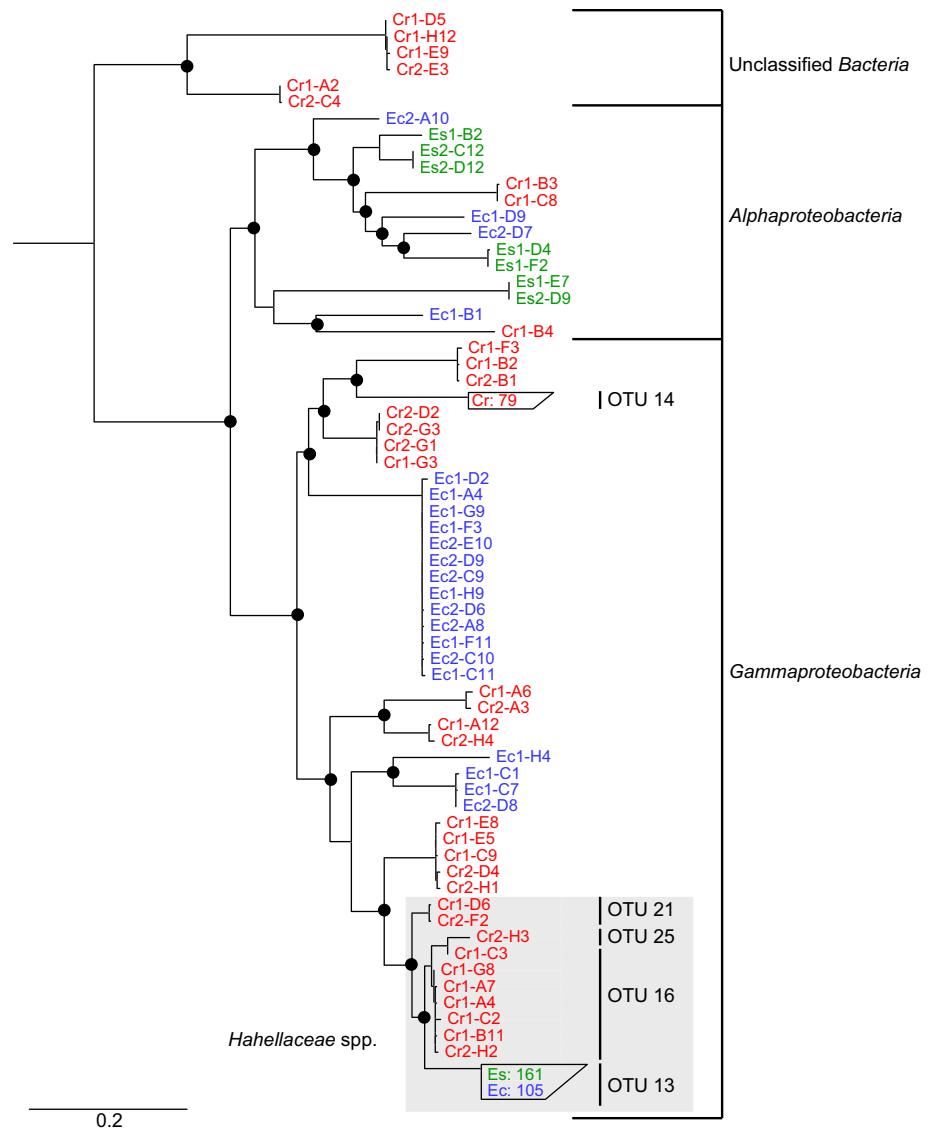 Cr1-D5
Cr1-H12
Cr1-E9
Cr2-E3
Unclassified Bacteria
Cr1-A2
Cr2-C4
Ec2-A10
Es1-B2
Es2-C12
Es2-D12
Cr1-B3
Cr1-C8
Alphaproteobacteria
Ec1-D9
Ec2-D7
Es1-D4
Es1-F2
Es1-E7
Es2-D9
Ec1-B1
Cr1-B4
Cr1-F3
Cr1-B2
Cr2-B1
Cr: 79
OTU 14
Cr2-D2
Cr2-G3
Cr2-G1
Cr1-G3
Ec1-D2
Ec1-A4
Ec1-G9
Ec1-F3
Ec2-E10
Ec2-D9
Ec2-C9
Ec1-H9
Ec2-D6
Ec2-A8
Ec1-F11
Ec2-C10
Ec1-C11
Gammaproteobacteria
Cr1-A6
Cr2-A3
Cr1-A12
Cr2-H4
Ec1-H4
Ec1-C1
Ec1-C7
Ec2-D8
Cr1-E8
Cr1-E5
Cr1-C9
Cr2-D4
Cr2-H1
Cr1-D6
Cr2-F2
OTU 21
Cr2-H3
OTU 25
Cr1-C3
Cr1-G8
Cr1-A7
Cr1-A4
OTU 16
Cr1-C2
Cr1-B11
Cr2-H2
Hahellaceae spp.
Es: 161
Ec: 105
OTU 13
0.2